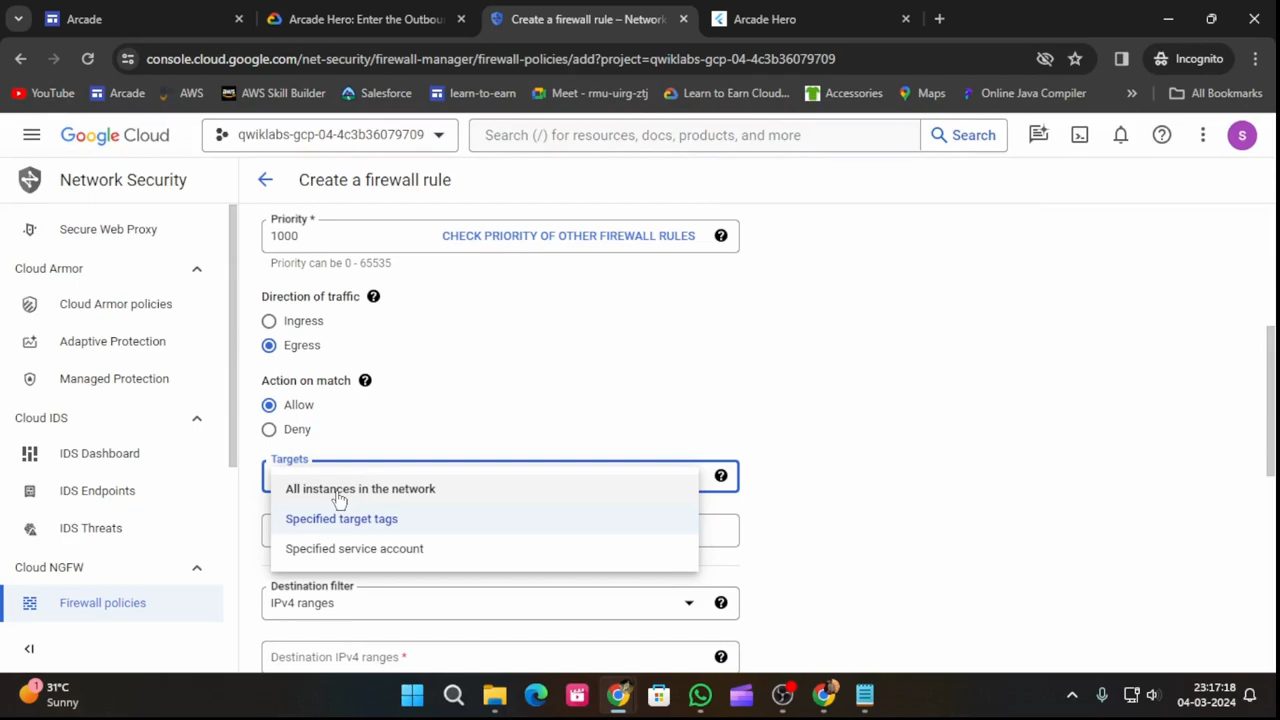 Arcade
Arcade Hero: Enter the Outbou
Create a firewall rule – Network
Arcade Hero
console.cloud.google.com/net-security/firewall-manager/firewall-policies/add?project=qwiklabs-gcp-04-4c3b36079709
Incognito
YouTube
Arcade
AWS
AWS Skill Builder
Salesforce
learn-to-earn
Meet - rmu-uirg-ztj
Learn to Earn Cloud...
Accessories
Maps
Online Java Compiler
All Bookmarks
Google Cloud
qwiklabs-gcp-04-4c3b36079709
Search (/) for resources, docs, products, and more
Search
S
Network Security
Create a firewall rule
Secure Web Proxy
Cloud Armor
Cloud Armor policies
Adaptive Protection
Managed Protection
Cloud IDS
IDS Dashboard
IDS Endpoints
IDS Threats
Cloud NGFW
Firewall policies
Priority *
1000
CHECK PRIORITY OF OTHER FIREWALL RULES
Priority can be 0 - 65535
Direction of traffic
Ingress
Egress
Action on match
Allow
Deny
Targets
All instances in the network
Specified target tags
Specified service account
Destination filter
IPv4 ranges
Destination IPv4 ranges *
1
31°C
Sunny
23:17:18
04-03-2024